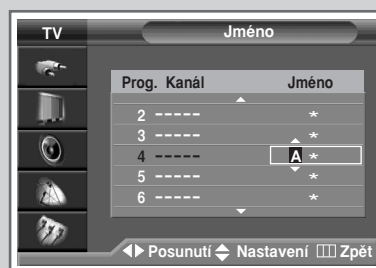 TV
Jméno
Prog. Kanál Jméno
2 ----- *
3 ----- *
4 ----- A *
5 ----- *
6 ----- *
Posunutí Nastavení Zpět